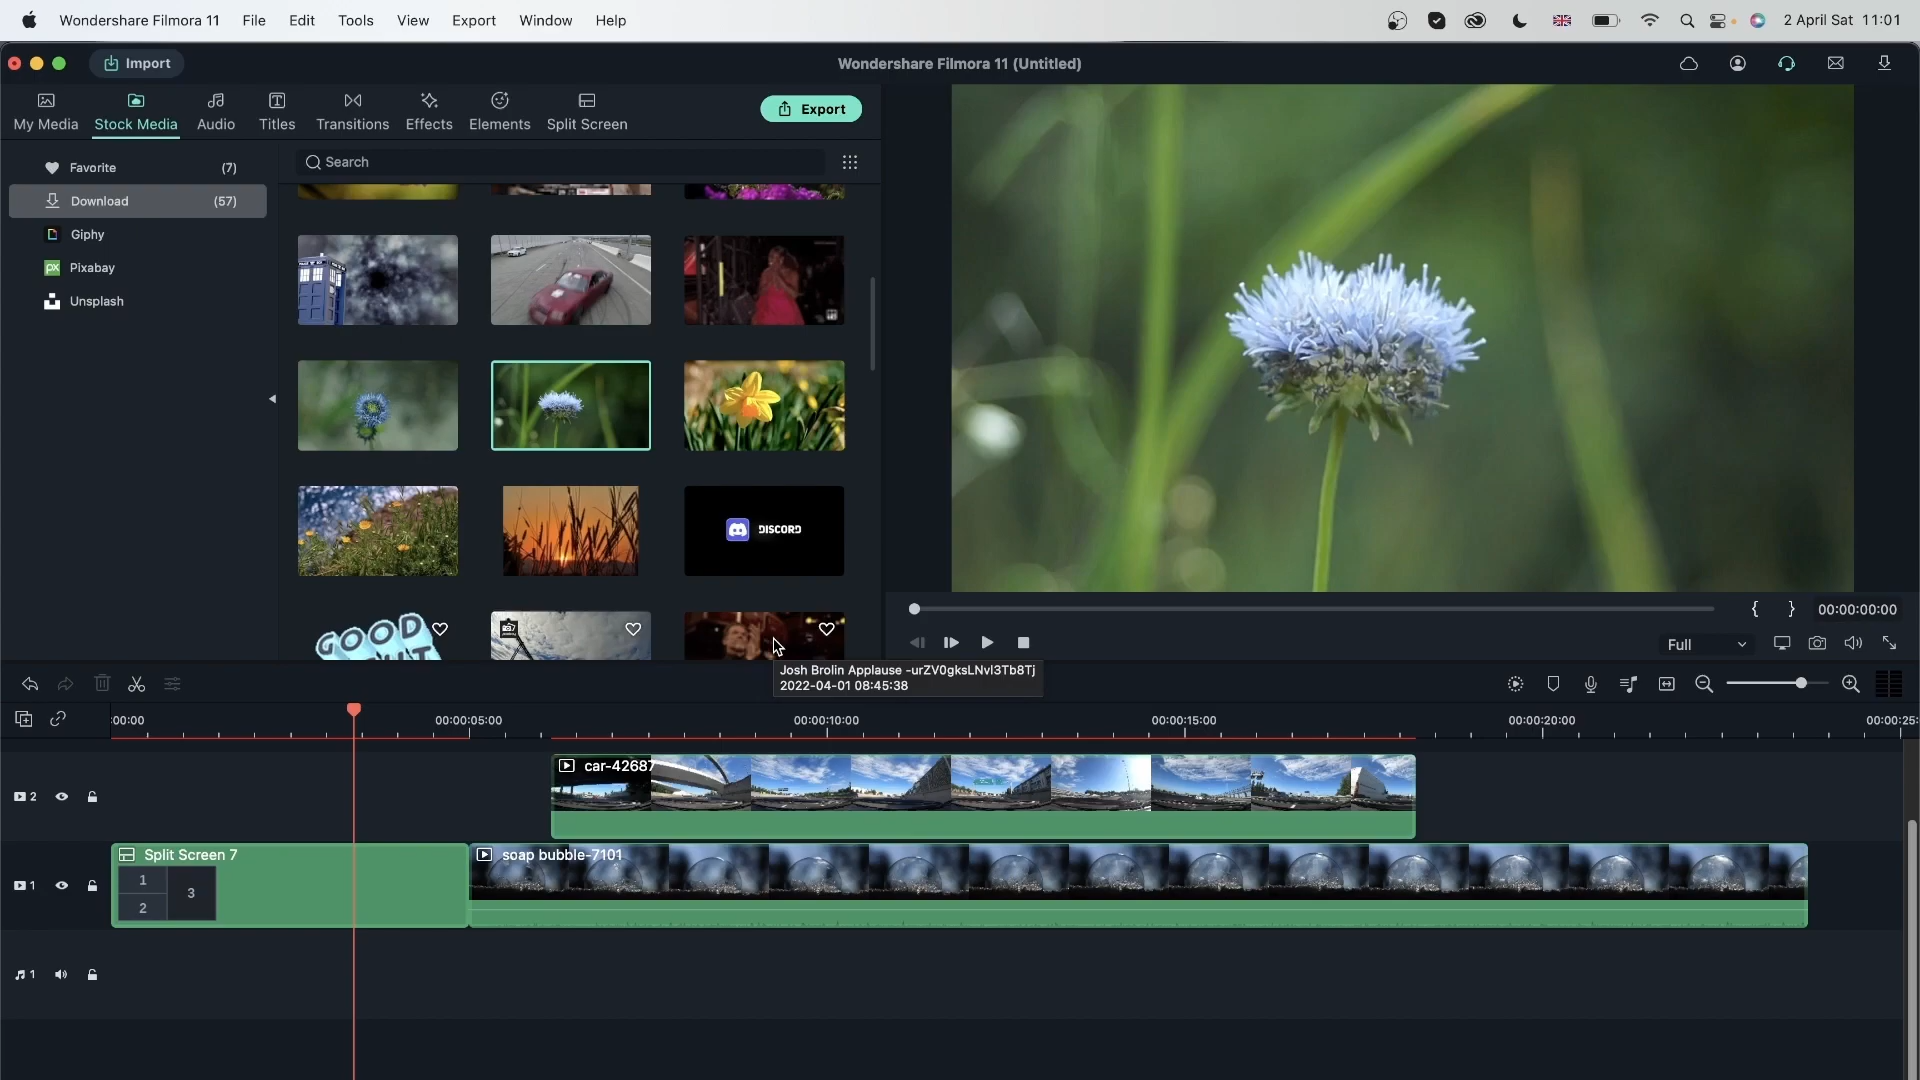 Wondershare Filmora 11 File Edit Tools View Export Window Help 2 April Sat 11:01
Import Wondershare Filmora 11 (Untitled)
My Media Stock Media Audio Titles Transitions Effects Elements Split Screen Export
Favorite (7)
Search
Download (57)
Giphy
Pixabay
Unsplash
DISCORD
GOOD
00:00:00:00
Full
Josh Brolin Applause -urZV0gksLNvl3Tb8Tj
2022-04-01 08:45:38
:00:00 00:00:05:00 00:00:10:00 00:00:15:00 00:00:20:00 00:00:25:
car-42687
2
Split Screen 7
soap bubble-7101
1
1
2
3
1